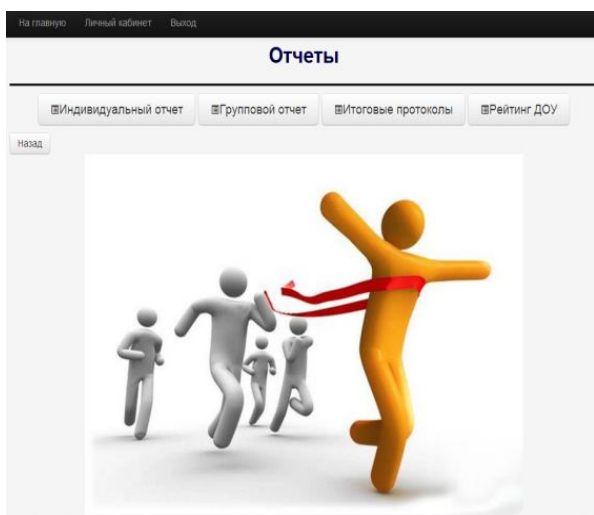 На главную Личный кабинет Выход
Отчеты
Индивидуальный отчет Групповой отчет Итоговые протоколы Рейтинг ДОУ
Назад